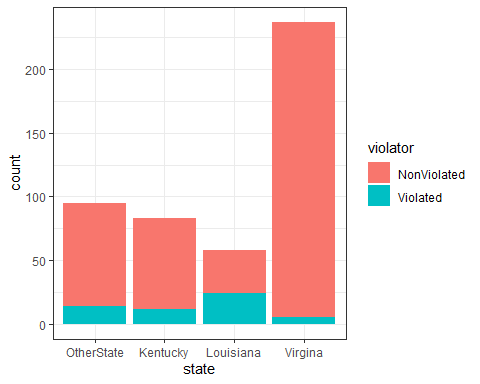 200
150
100
50
0
count
OtherState Kentucky Louisiana Virgina
state
violator
NonViolated
Violated